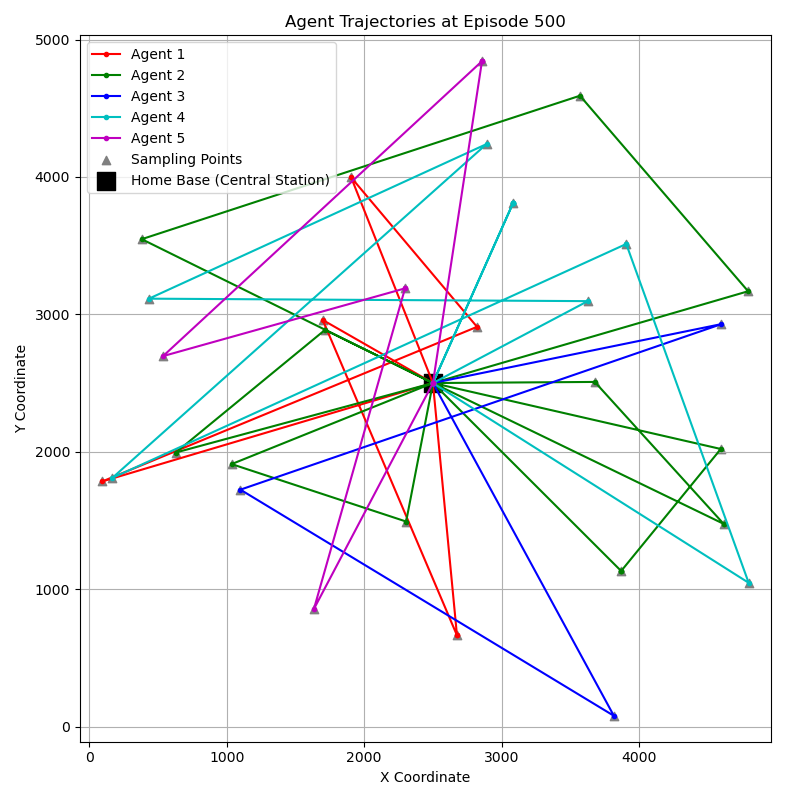 Agent Trajectories at Episode 500
5000
4000
3000
2000
1000
0
Y Coordinate
Agent 1
Agent 2
Agent 3
Agent 4
Agent 5
Sampling Points
Home Base (Central Station)
0
1000
2000
3000
4000
X Coordinate